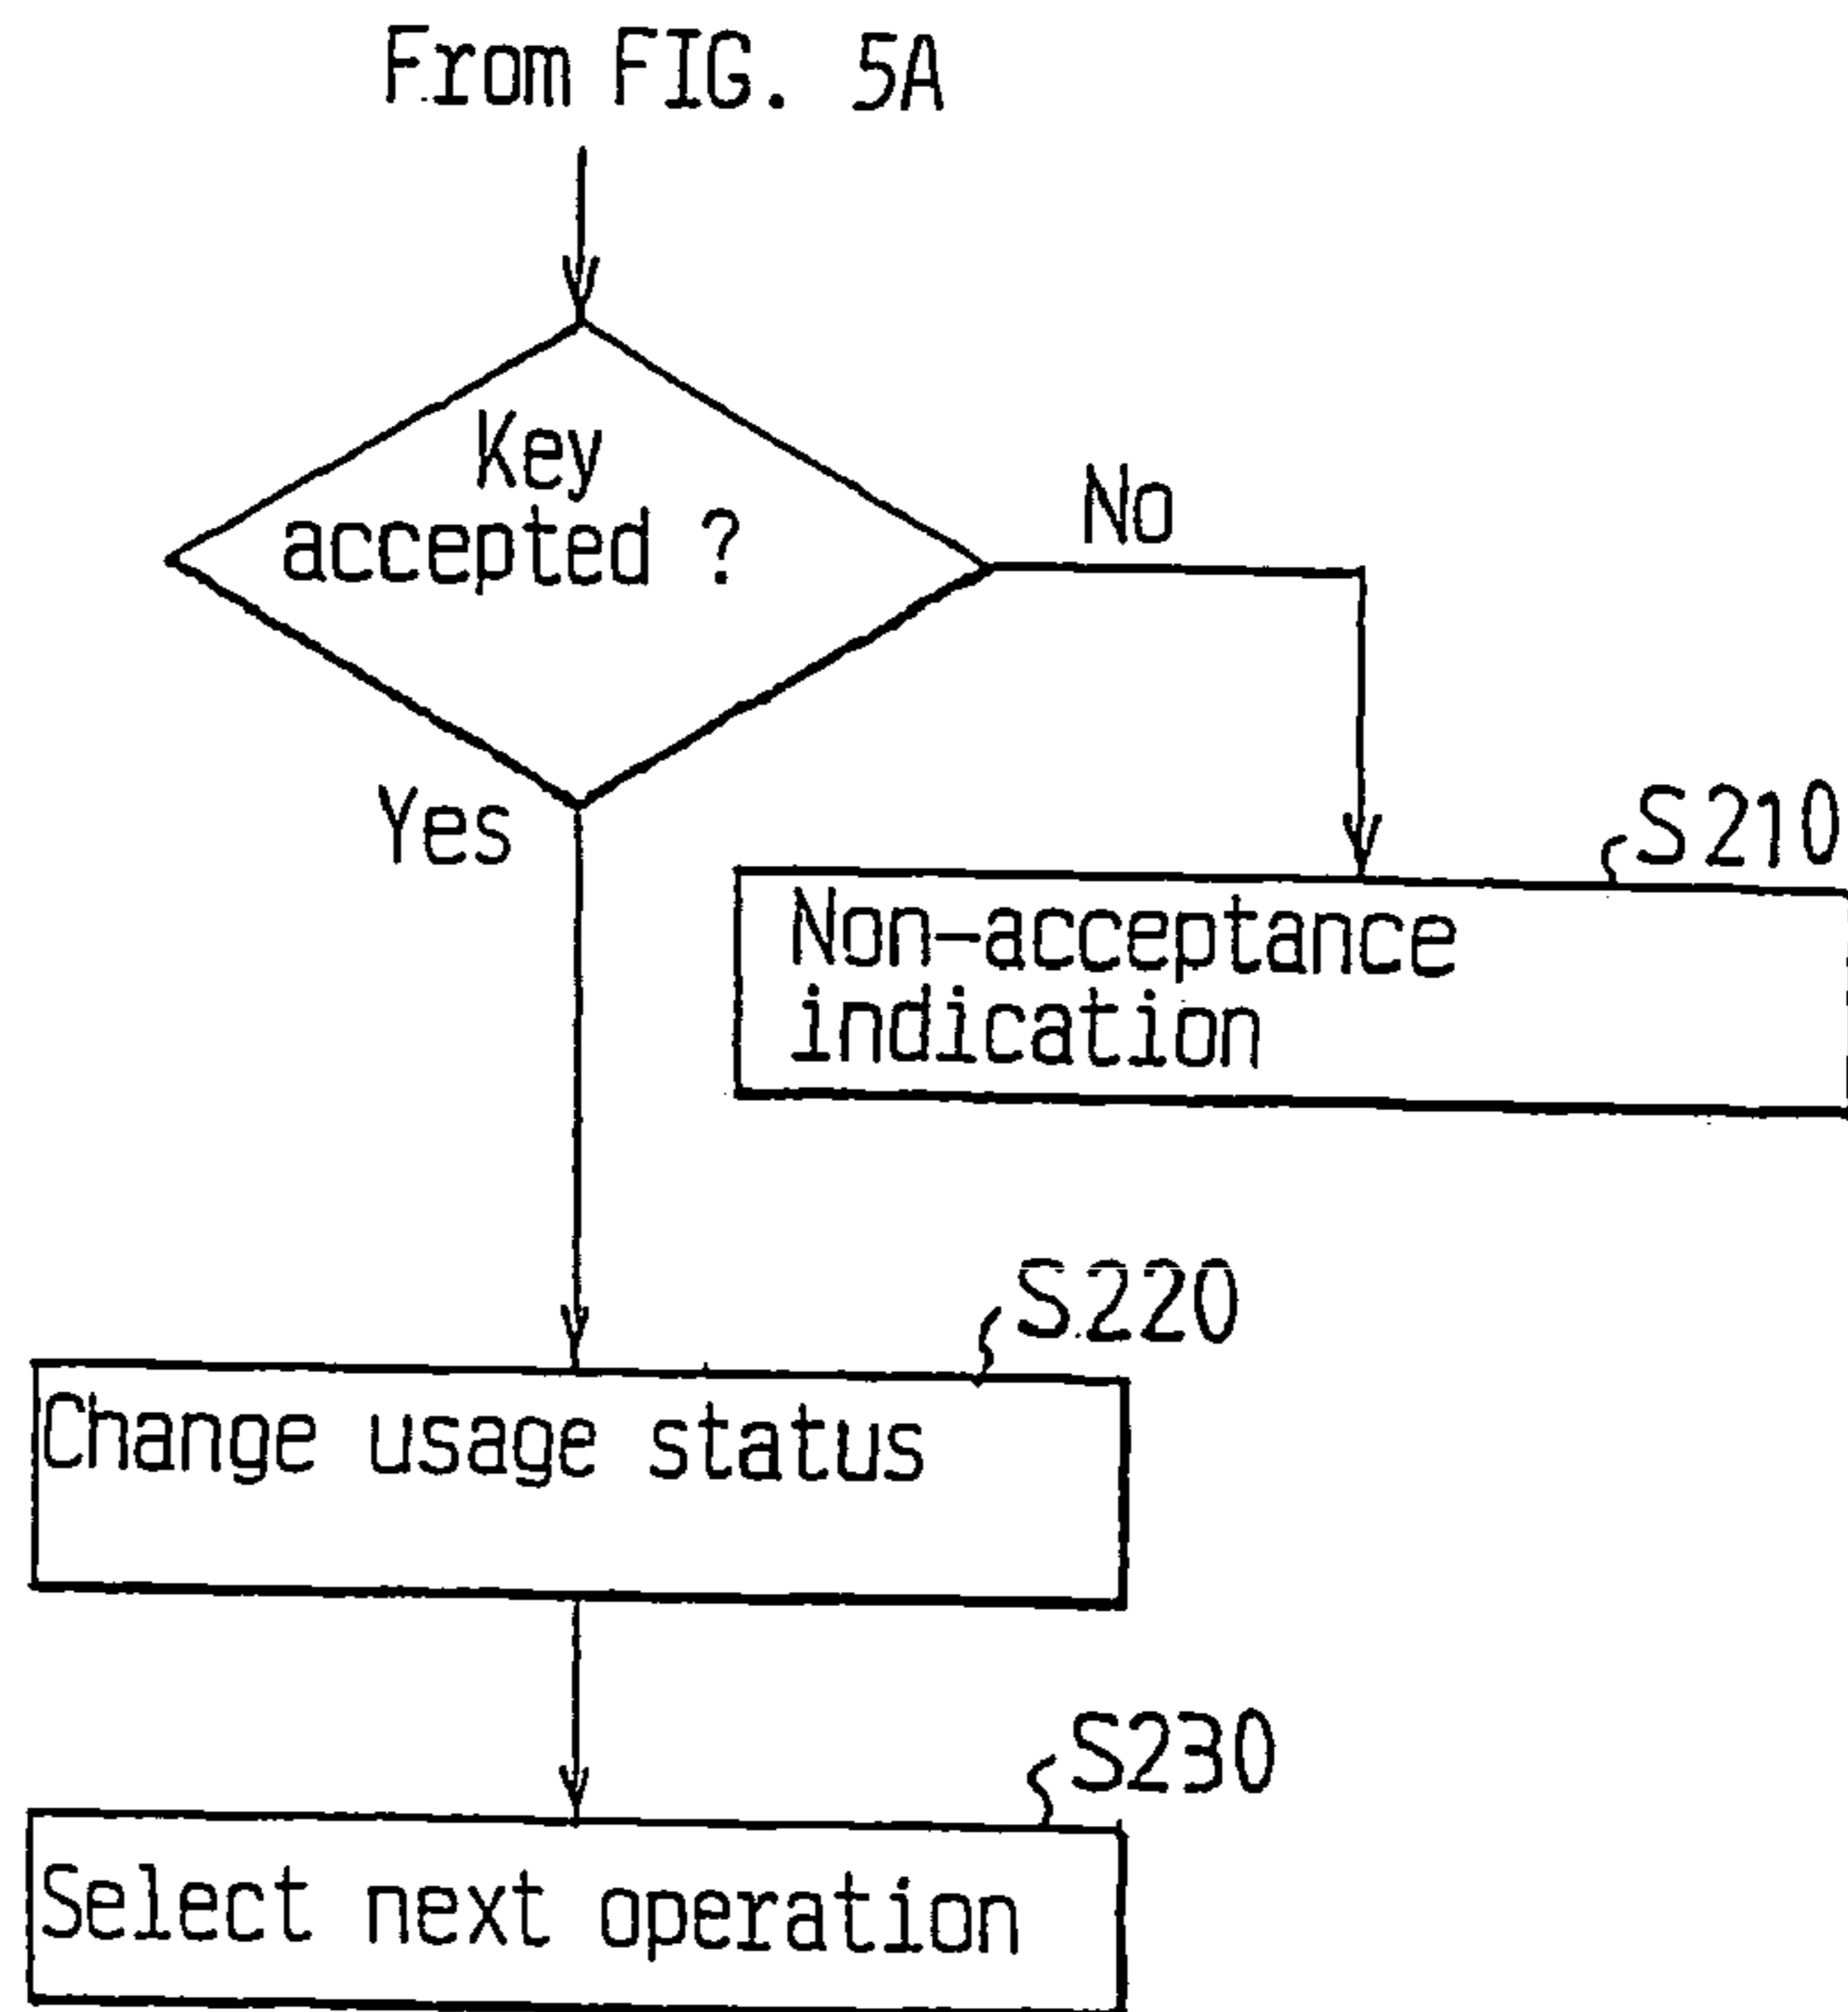 From FIG. 5A
Key
accepted ?
No
Yes
S210
Non-acceptance
indication
S220
Change usage status
S230
Select next operation